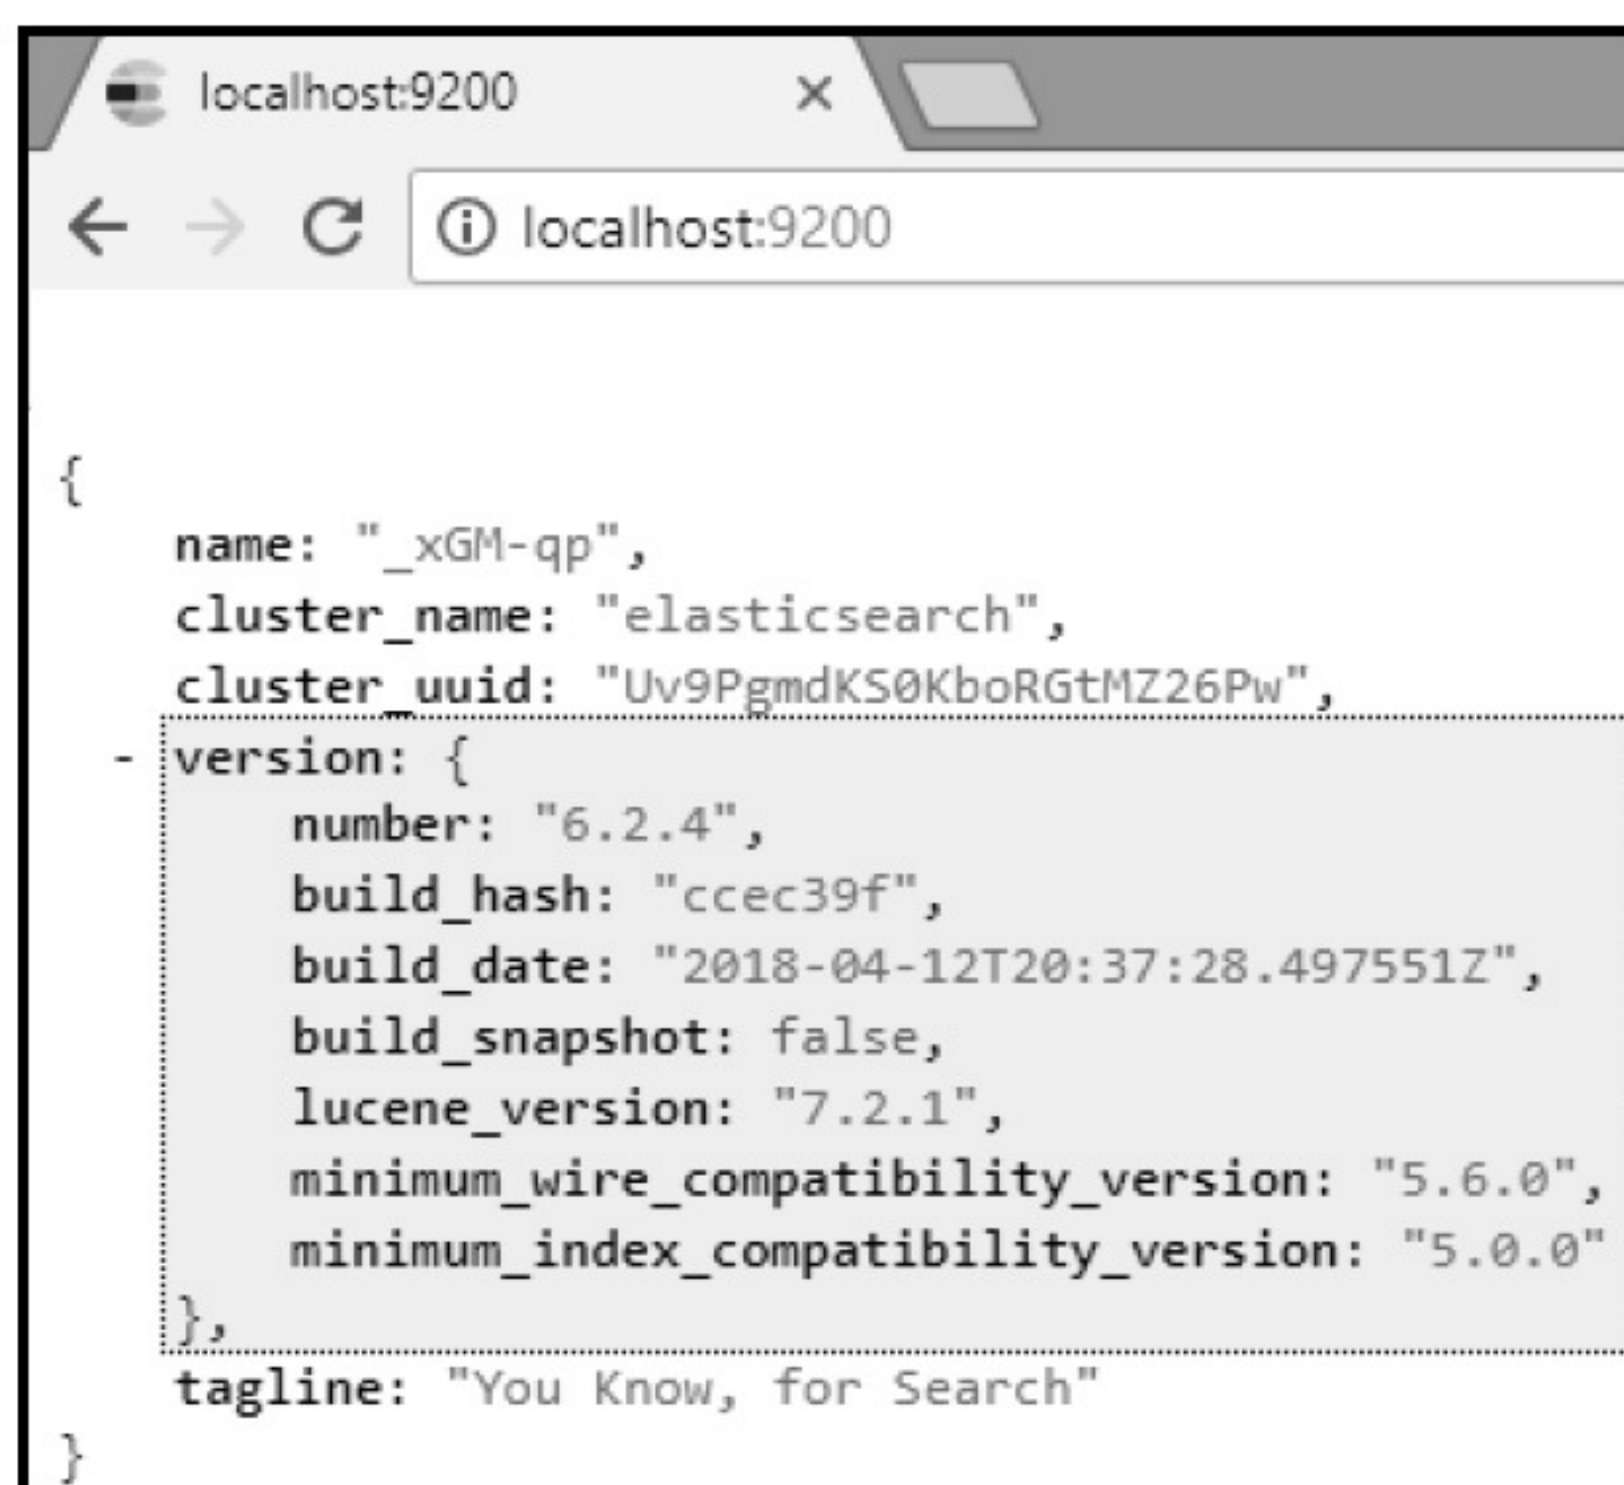 localhost:9200
localhost:9200
{
name: "_xGM-qp",
cluster_name: "elasticsearch",
cluster_uuid: "Uv9PgmdKS0KboRGtMZ26Pw",
- version: {
number: "6.2.4",
build_hash: "ccec39f",
build_date: "2018-04-12T20:37:28.497551Z",
build_snapshot: false,
lucene_version: "7.2.1",
minimum_wire_compatibility_version: "5.6.0",
minimum_index_compatibility_version: "5.0.0"
},
tagline: "You Know, for Search"
}